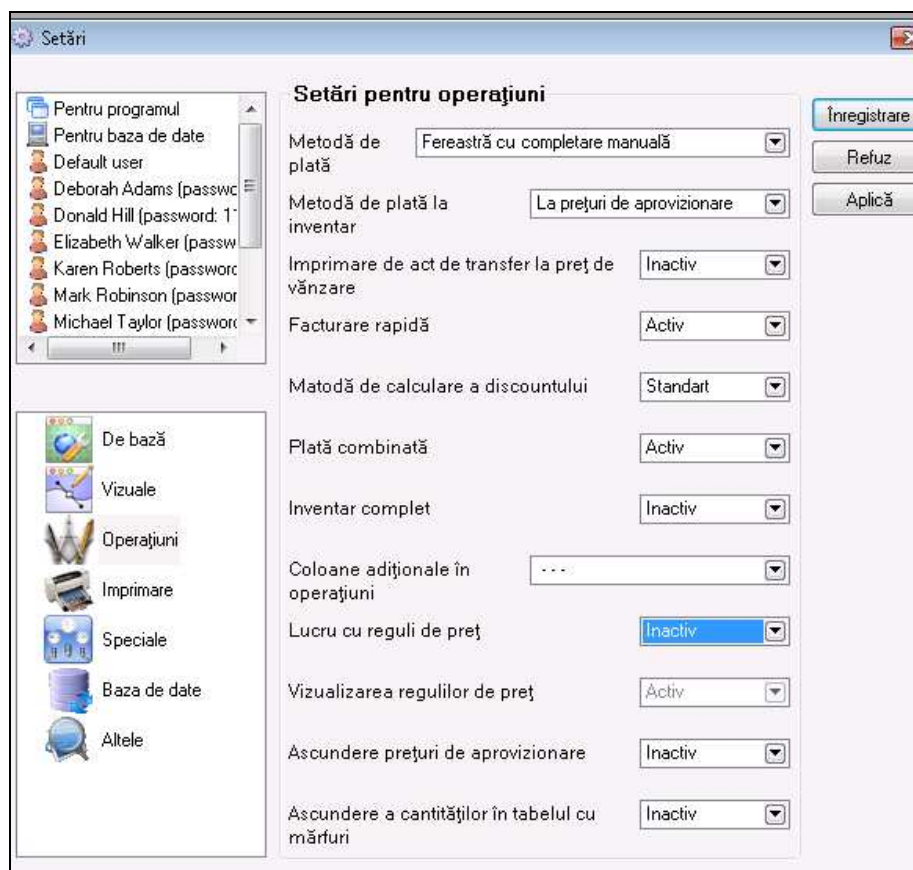 Setări
Pentru programul
Pentru baza de date
Default user
Deborah Adams (passwc
Donald Hill (password: 1
Elizabeth Walker (passw
Karen Roberts (passworc
Mark Robinson (passwor
Michael Taylor (passworc
De bază
Vizuale
Operaţiuni
Imprimare
Speciale
Baza de date
Altele
Setări pentru operaţiuni
Metodă de
plată
Fereastră cu completare manuală
Metodă de plată la
inventar
La preţuri de aprovizionare
Imprimare de act de transfer la preţ de
vănzare
Inactiv
Facturare rapidă
Activ
Matodă de calculare a discountului
Standart
Plată combinată
Activ
Inventar complet
Inactiv
Coloane adiţionale în
operaţiuni
- - -
Lucru cu reguli de preţ
Inactiv
Vizualizarea regulilor de preţ
Activ
Ascundere preţuri de aprovizionare
Inactiv
Ascundere a cantităţilor în tabelul cu
mărfuri
Inactiv
Înregistrare
Refuz
Aplică